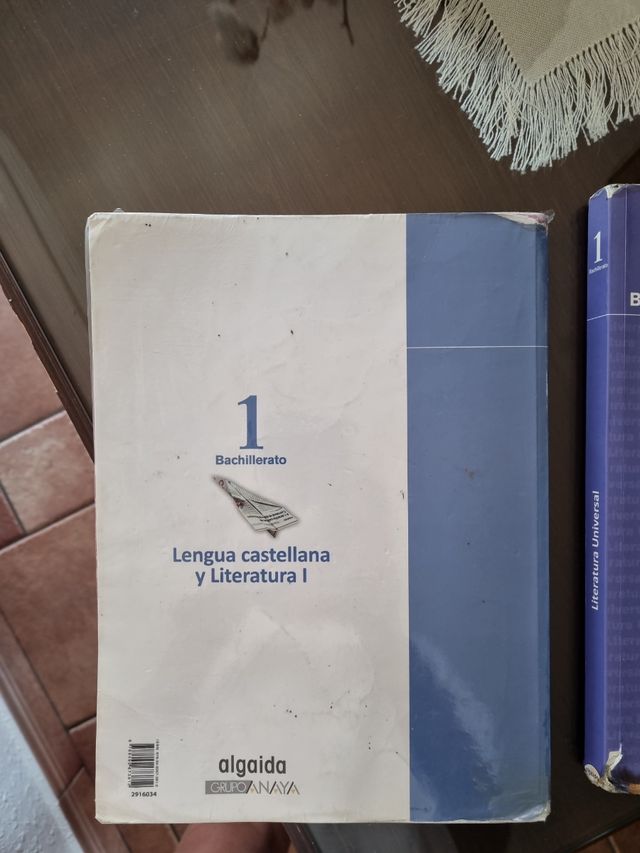 1
Bachillerato
Lengua castellana
y Literatura I
algaida
GRUPO ANAYA
2916034
1
Bachillerato
B
Literatura Universal